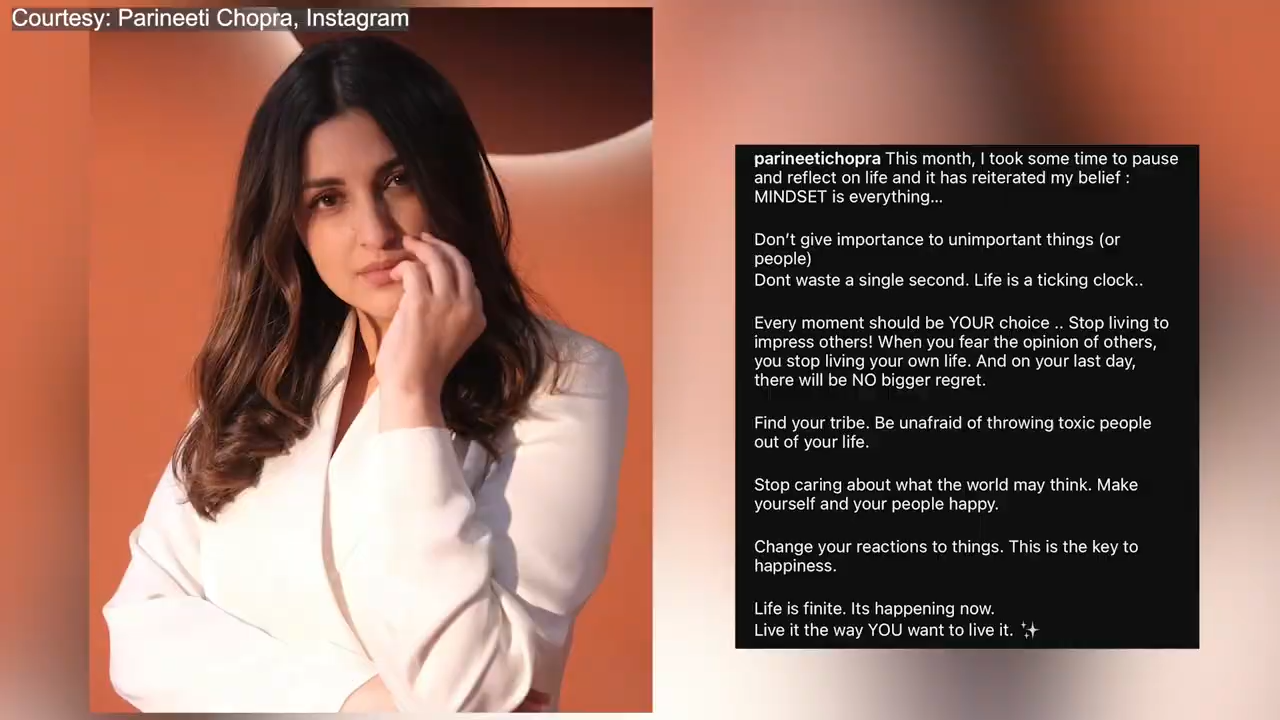 Courtesy: Parineeti Chopra, Instagram
parineetichopra This month, I took some time to pause
and reflect on life and it has reiterated my belief :
MINDSET is everything...
Don’t give importance to unimportant things (or
people)
Dont waste a single second. Life is a ticking clock..
Every moment should be YOUR choice .. Stop living to
impress others! When you fear the opinion of others,
you stop living your own life. And on your last day,
there will be NO bigger regret.
Find your tribe. Be unafraid of throwing toxic people
out of your life.
Stop caring about what the world may think. Make
yourself and your people happy.
Change your reactions to things. This is the key to
happiness.
Life is finite. Its happening now.
Live it the way YOU want to live it. ✨